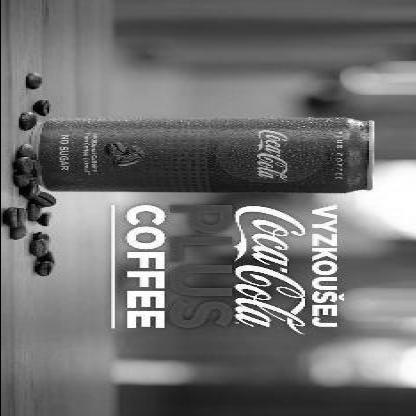 VYZKOUŠEJ
Coca-Cola
PLUS
COFFEE
Coca-Cola
NO SUGAR